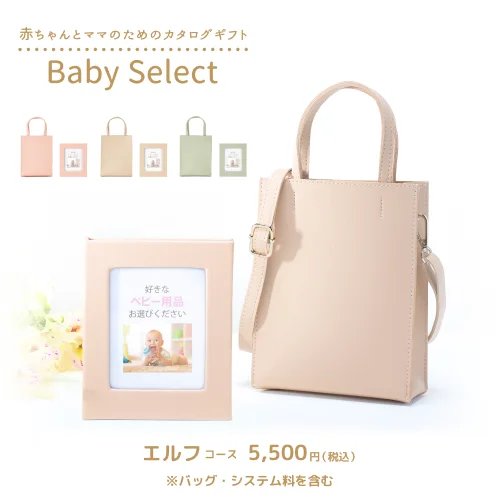 赤ちゃんとママのためのカタログギフト
Baby Select
好きな
ベビー用品
お選びください
エルフコース 5,500円(税込)
※バッグ・システム料を含む